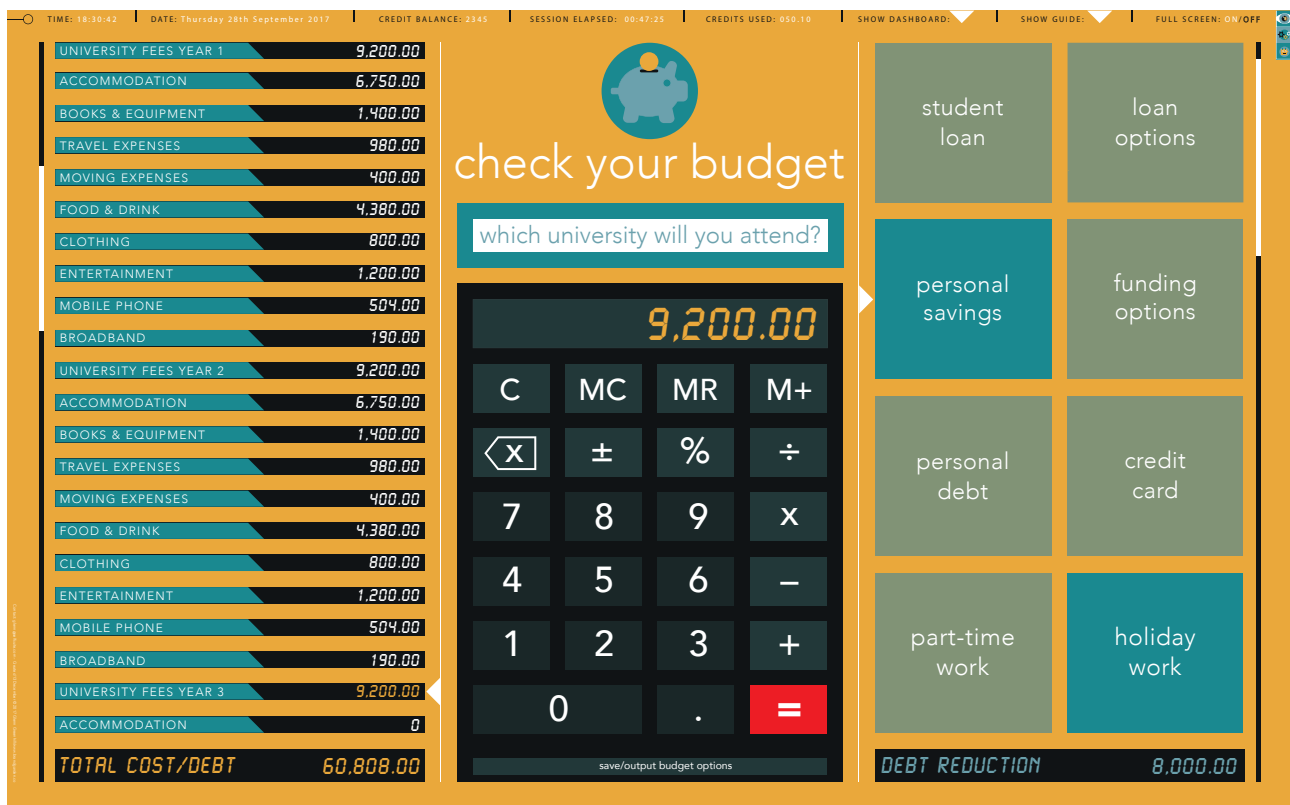 TIME: 18:30:42
DATE: Thursday 28th September 2017
CREDIT BALANCE: 2345
SESSION ELAPSED: 00:47:25
CREDITS USED: 050.10
SHOW DASHBOARD:
SHOW GUIDE:
FULL SCREEN: ON/OFF
UNIVERSITY FEES YEAR 1 9,200.00
ACCOMMODATION 6,750.00
BOOKS & EQUIPMENT 1,400.00
TRAVEL EXPENSES 980.00
MOVING EXPENSES 400.00
FOOD & DRINK 4,380.00
CLOTHING 800.00
ENTERTAINMENT 1,200.00
MOBILE PHONE 504.00
BROADBAND 190.00
UNIVERSITY FEES YEAR 2 9,200.00
ACCOMMODATION 6,750.00
BOOKS & EQUIPMENT 1,400.00
TRAVEL EXPENSES 980.00
MOVING EXPENSES 400.00
FOOD & DRINK 4,380.00
CLOTHING 800.00
ENTERTAINMENT 1,200.00
MOBILE PHONE 504.00
BROADBAND 190.00
UNIVERSITY FEES YEAR 3 9,200.00
ACCOMMODATION 0
TOTAL COST/DEBT 60,808.00
check your budget
which university will you attend?
9,200.00
C MC MR M+
x ± % ÷
7 8 9 x
4 5 6 –
1 2 3 +
0 . =
save/output budget options
student
loan
loan
options
personal
savings
funding
options
personal
debt
credit
card
part-time
work
holiday
work
DEBT REDUCTION 8,000.00